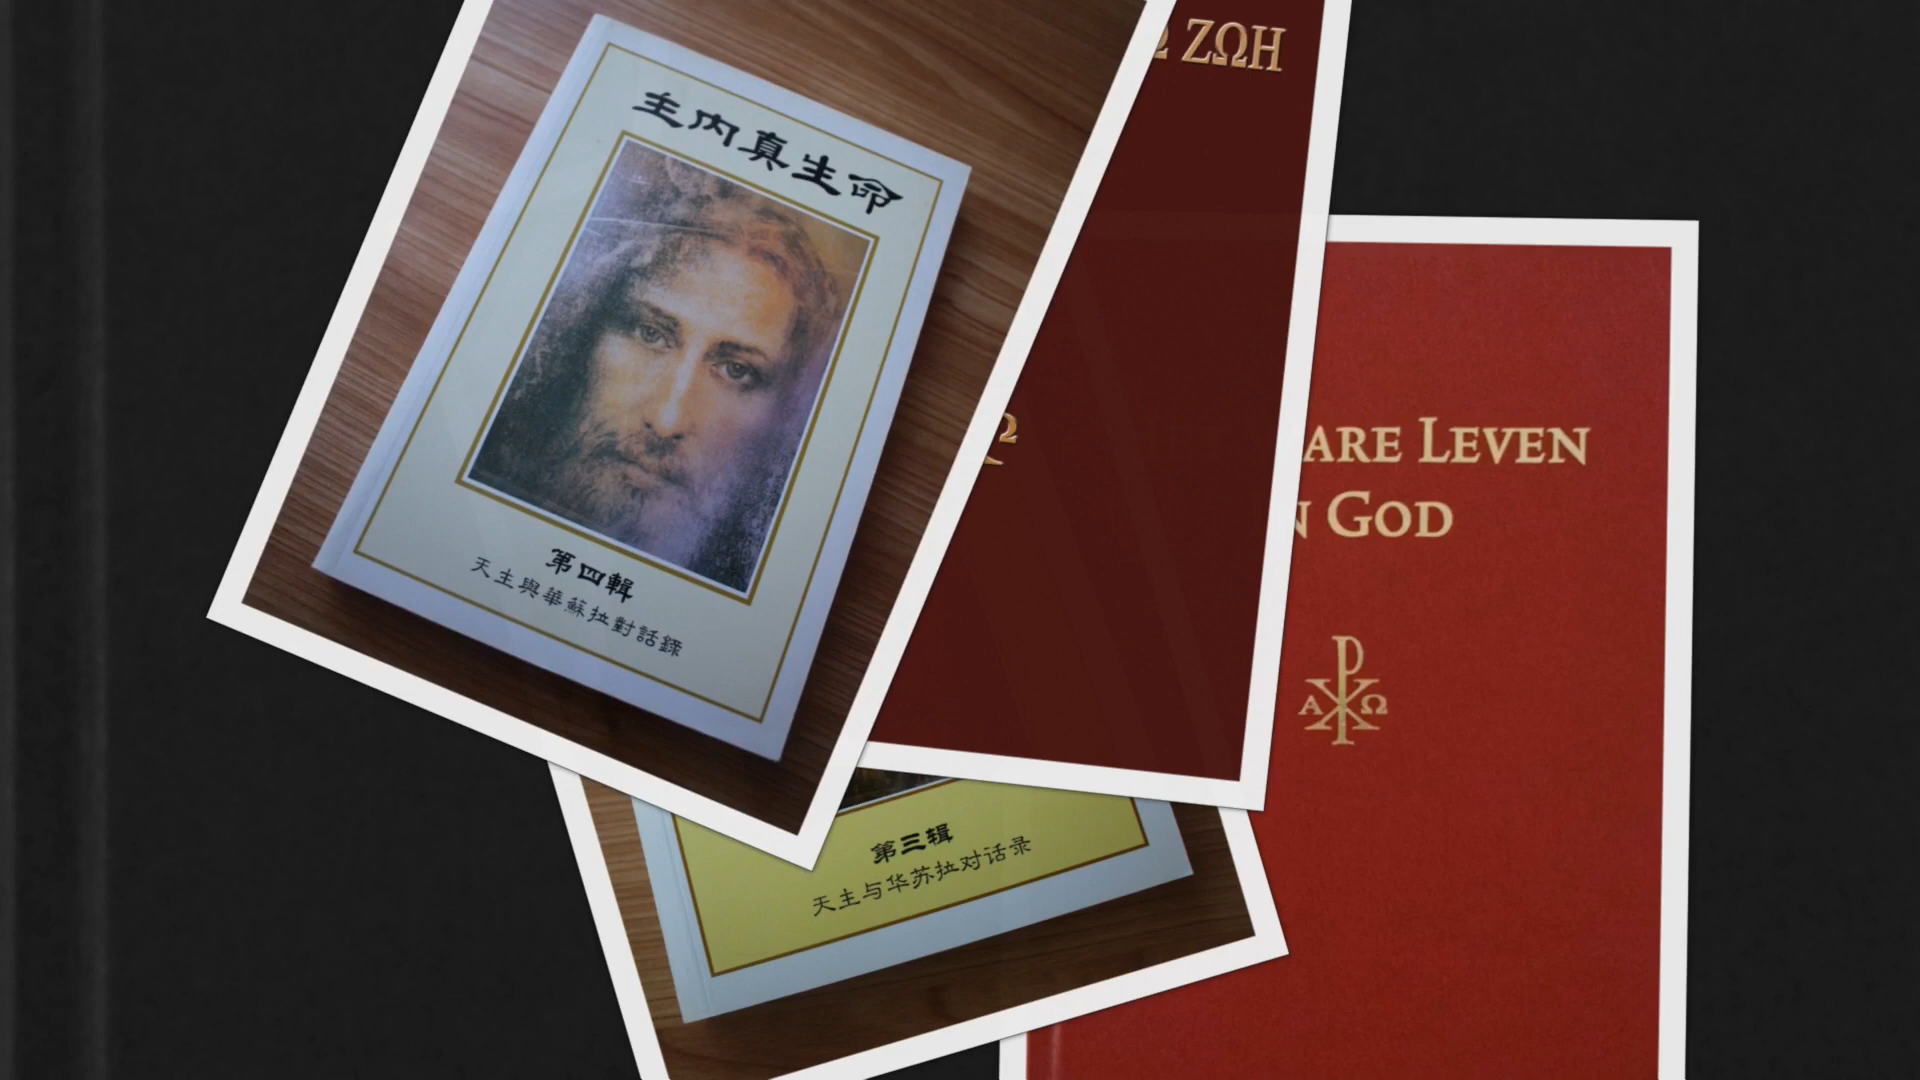 主内真生命
第四輯
天主與華蘇拉對話錄
ΖΩΗ
第三辑
天主与华苏拉对话录
ARE LEVEN
N GOD
Α Ω